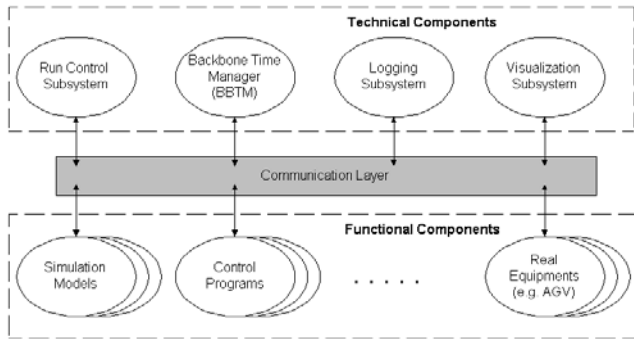 Technical Components
Run Control
Subsystem
Backbone Time
Manager
(BBTM)
Logging
Subsystem
Visualization
Subsystem
Communication Layer
Functional Components
Simulation
Models
Control
Programs
. . . . .
Real
Equipments
(e.g. AGV)